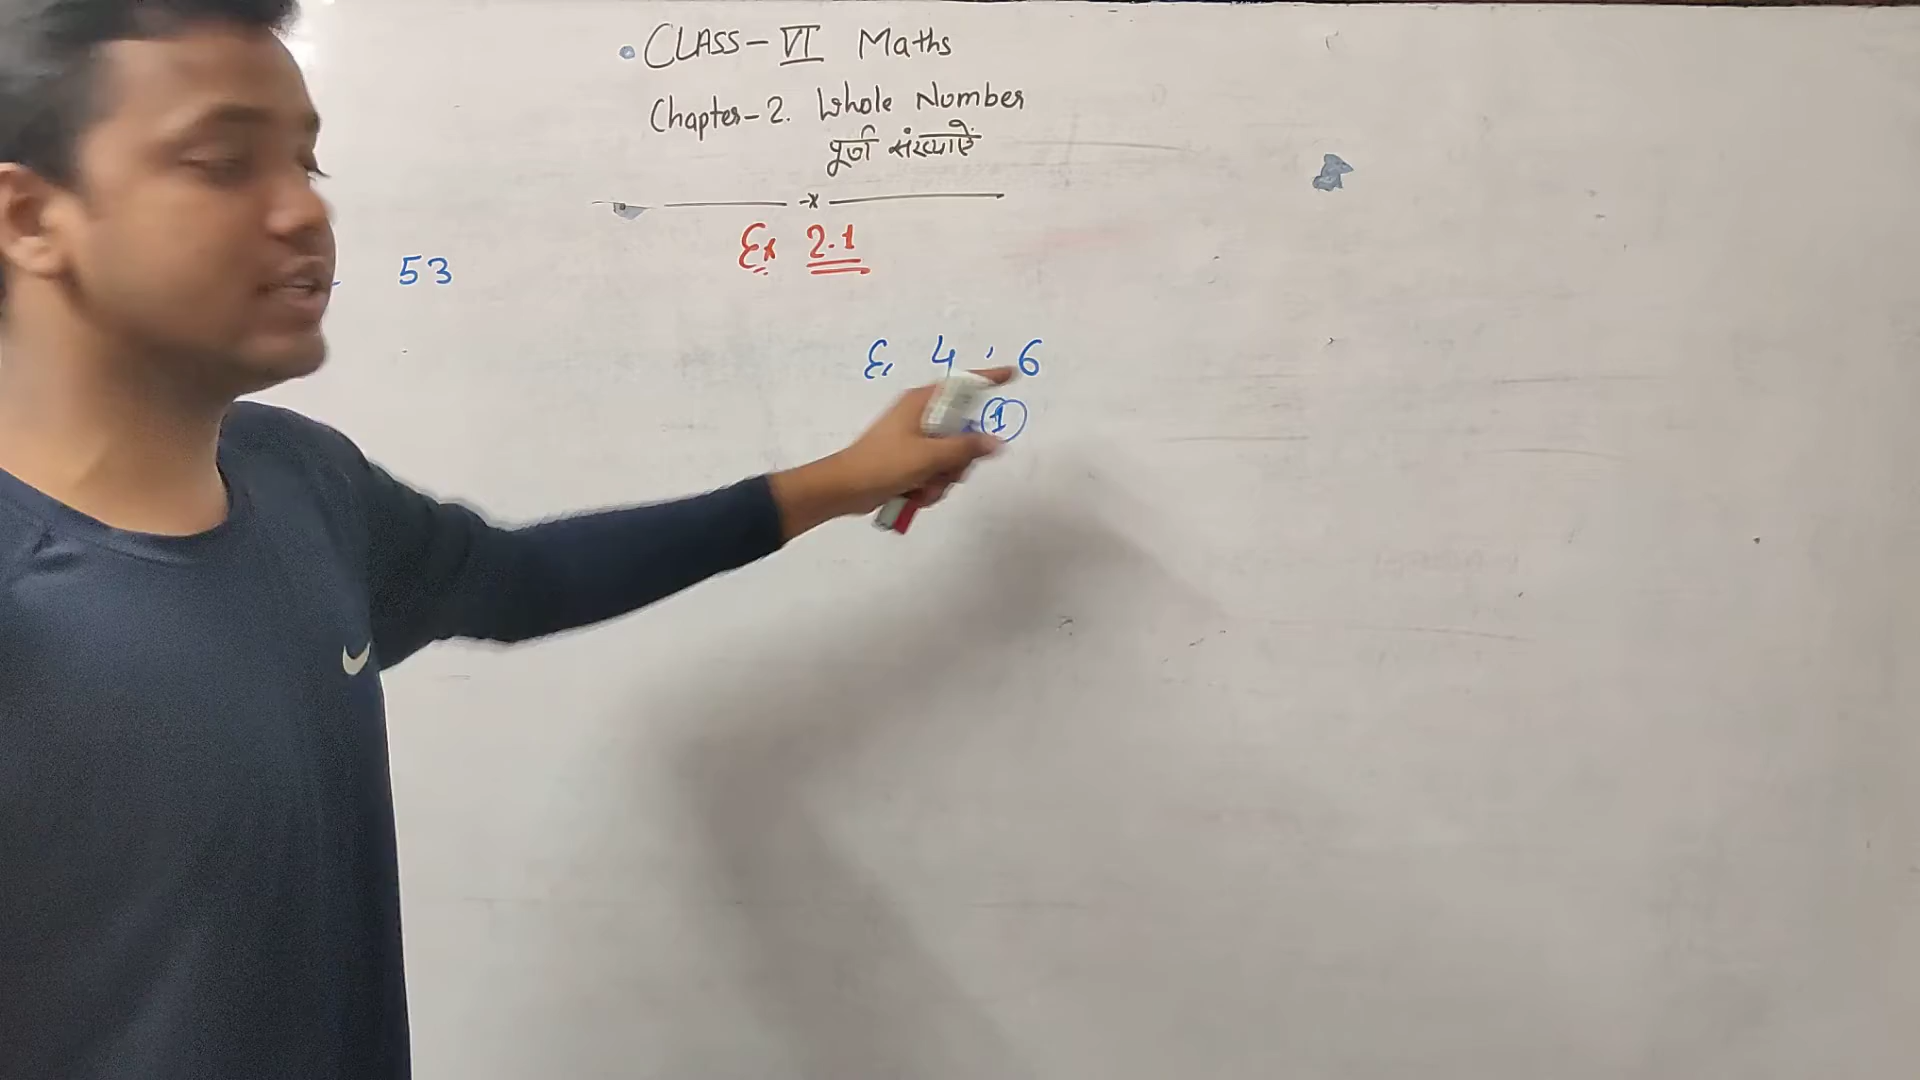 CLASS-VI Maths
Chapter-2. Whole Number
पूर्ण संख्याएँ
Ex 2.1
53
Ex 4, 6
1